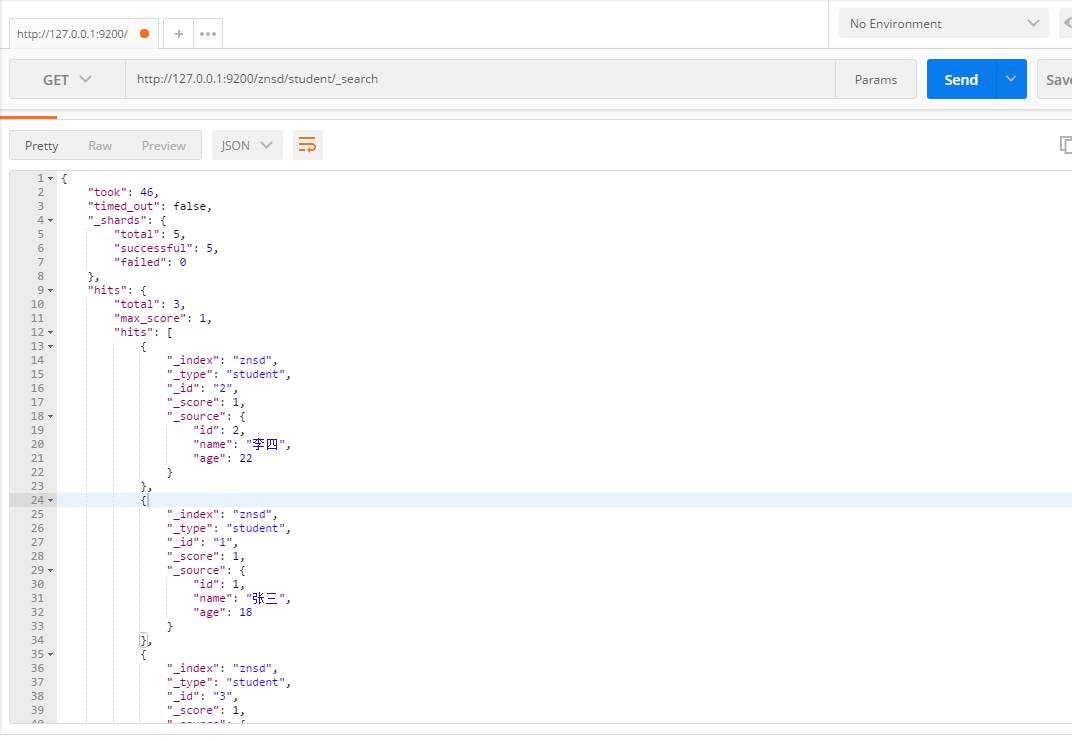 http://127.0.0.1:9200/
No Environment
GET http://127.0.0.1:9200/znsd/student/_search Params Send Save
Pretty Raw Preview JSON
1 {
2 "took": 46,
3 "timed_out": false,
4 "_shards": {
5 "total": 5,
6 "successful": 5,
7 "failed": 0
8 },
9 "hits": {
10 "total": 3,
11 "max_score": 1,
12 "hits": [
13 {
14 "_index": "znsd",
15 "_type": "student",
16 "_id": "2",
17 "_score": 1,
18 "_source": {
19 "id": 2,
20 "name": "李四",
21 "age": 22
22 }
23 },
24 {
25 "_index": "znsd",
26 "_type": "student",
27 "_id": "1",
28 "_score": 1,
29 "_source": {
30 "id": 1,
31 "name": "张三",
32 "age": 18
33 }
34 },
35 {
36 "_index": "znsd",
37 "_type": "student",
38 "_id": "3",
39 "_score": 1,
40 "_source": {